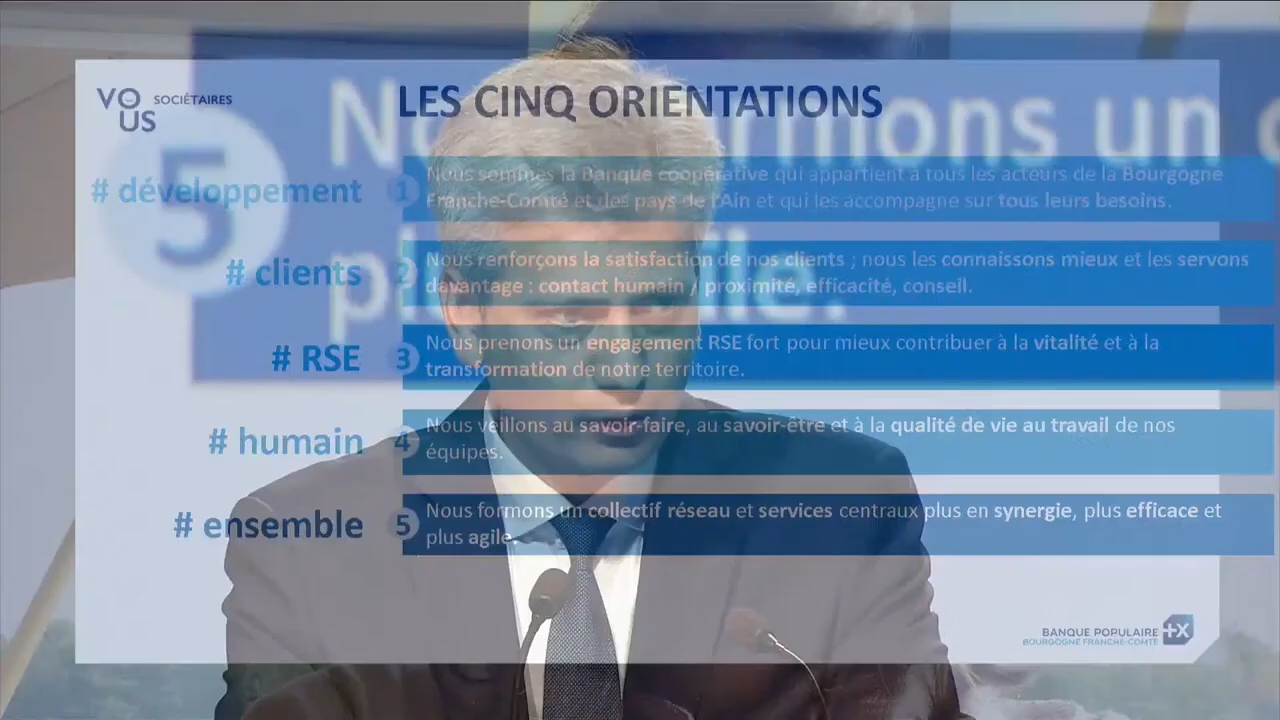 VOUS SOCIÉTAIRES
LES CINQ ORIENTATIONS
5
No rmons un
pl ile.
# développement 1 Nous sommes la Banque coopérative qui appartient à tous les acteurs de la Bourgogne
Franche-Comté et des pays de l'Ain et qui les accompagne sur tous leurs besoins.
# clients 2 Nous renforçons la satisfaction de nos clients ; nous les connaissons mieux et les servons
davantage : contact humain / proximité, efficacité, conseil.
# RSE 3 Nous prenons un engagement RSE fort pour mieux contribuer à la vitalité et à la
transformation de notre territoire.
# humain 4 Nous veillons au savoir-faire, au savoir-être et à la qualité de vie au travail de nos
équipes.
# ensemble 5 Nous formons un collectif réseau et services centraux plus en synergie, plus efficace et
plus agile.
BANQUE POPULAIRE
BOURGOGNE FRANCHE-COMTÉ